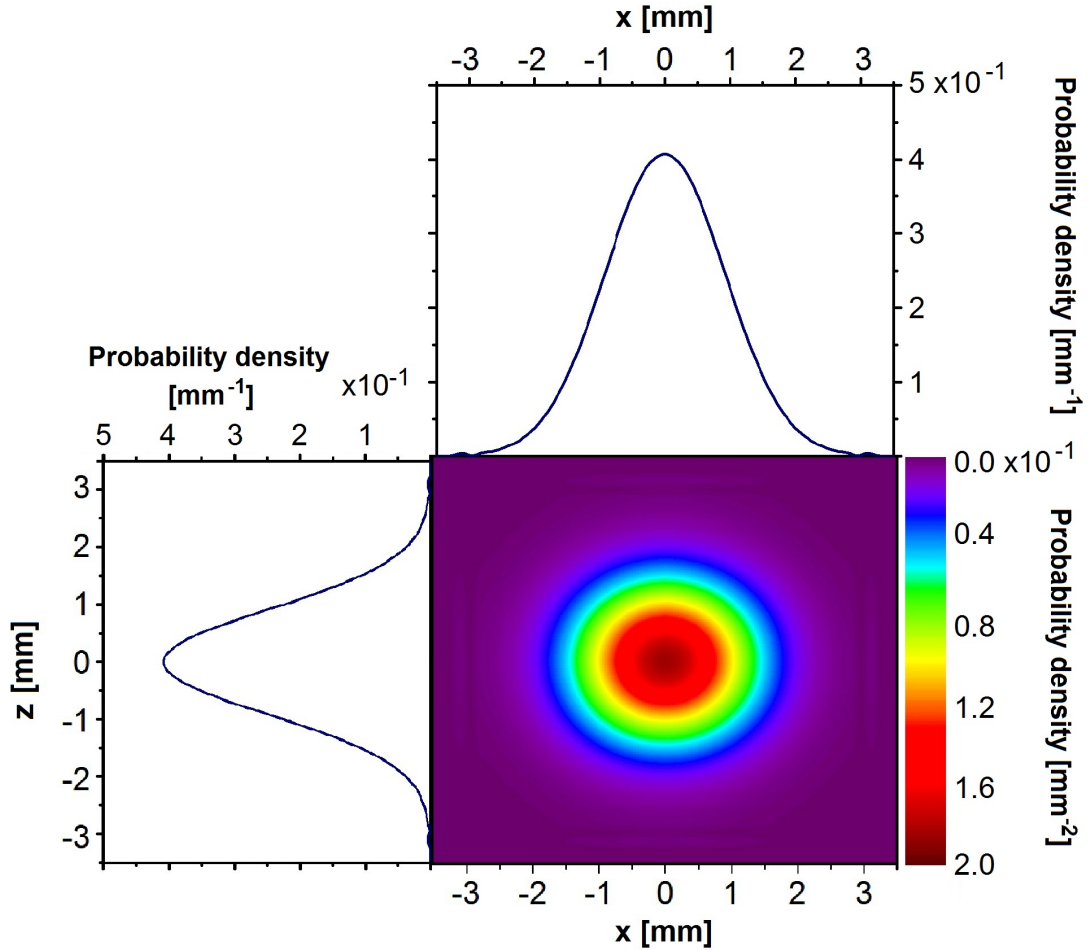 x [mm]
-3 -2 -1 0 1 2 3
5 x10⁻¹
4
3
2
1
Probability density [mm⁻¹]
Probability density
[mm⁻¹]
x10⁻¹
5 4 3 2 1
3
2
1
0
-1
-2
-3
z [mm]
0.0 x10⁻¹
0.4
0.8
1.2
1.6
2.0
Probability density [mm⁻²]
-3 -2 -1 0 1 2 3
x [mm]